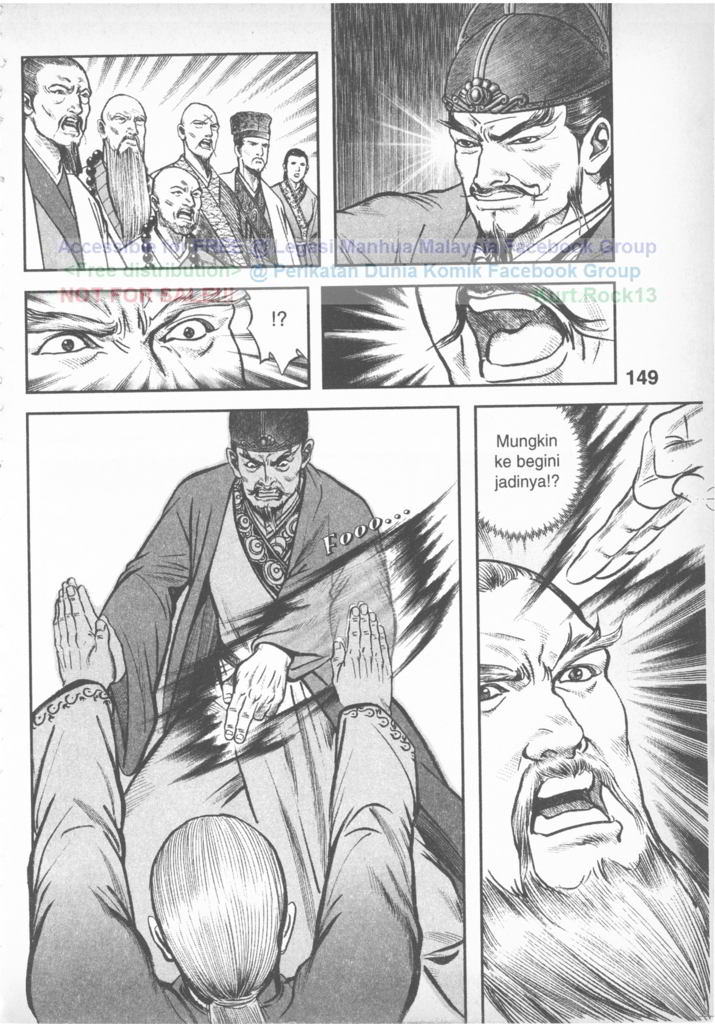 Accessible for FREE @ Legasi Manhua Malaysia Facebook Group
<Free distribution> @ Perikatan Dunia Komik Facebook Group
NOT FOR SALE!!!
Kurt.Rock13
!?
149
Mungkin
ke begini
jadinya!?
Fooo...